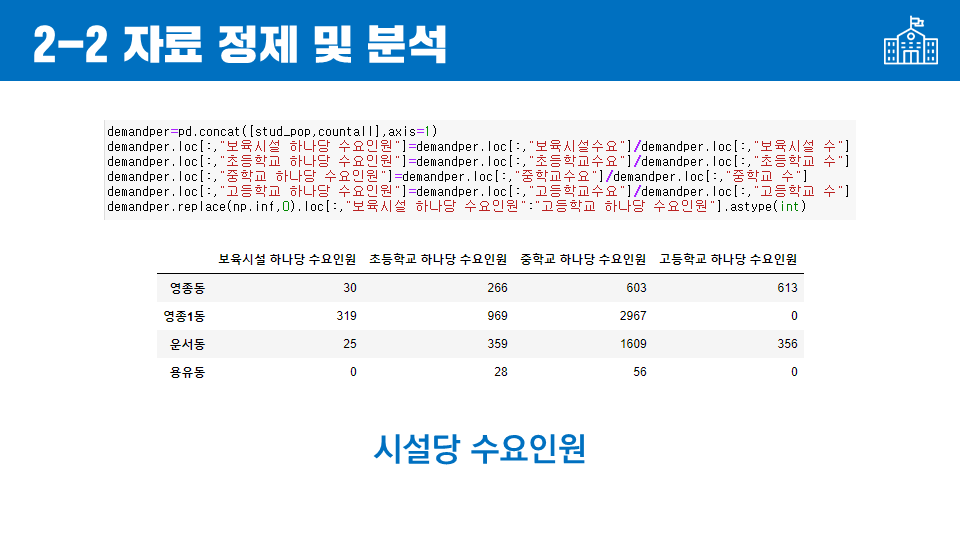 2-2 자료 정제 및 분석
demandper=pd.concat([stud_pop,countall],axis=1)
demandper.loc[:,"보육시설 하나당 수요인원"]=demandper.loc[:,"보육시설수요"]/demandper.loc[:,"보육시설 수"]
demandper.loc[:,"초등학교 하나당 수요인원"]=demandper.loc[:,"초등학교수요"]/demandper.loc[:,"초등학교 수"]
demandper.loc[:,"중학교 하나당 수요인원"]=demandper.loc[:,"중학교수요"]/demandper.loc[:,"중학교 수"]
demandper.loc[:,"고등학교 하나당 수요인원"]=demandper.loc[:,"고등학교수요"]/demandper.loc[:,"고등학교 수"]
demandper.replace(np.inf,0).loc[:,"보육시설 하나당 수요인원":"고등학교 하나당 수요인원"].astype(int)
보육시설 하나당 수요인원 초등학교 하나당 수요인원 중학교 하나당 수요인원 고등학교 하나당 수요인원
영종동 30 266 603 613
영종1동 319 969 2967 0
운서동 25 359 1609 356
용유동 0 28 56 0
시설당 수요인원